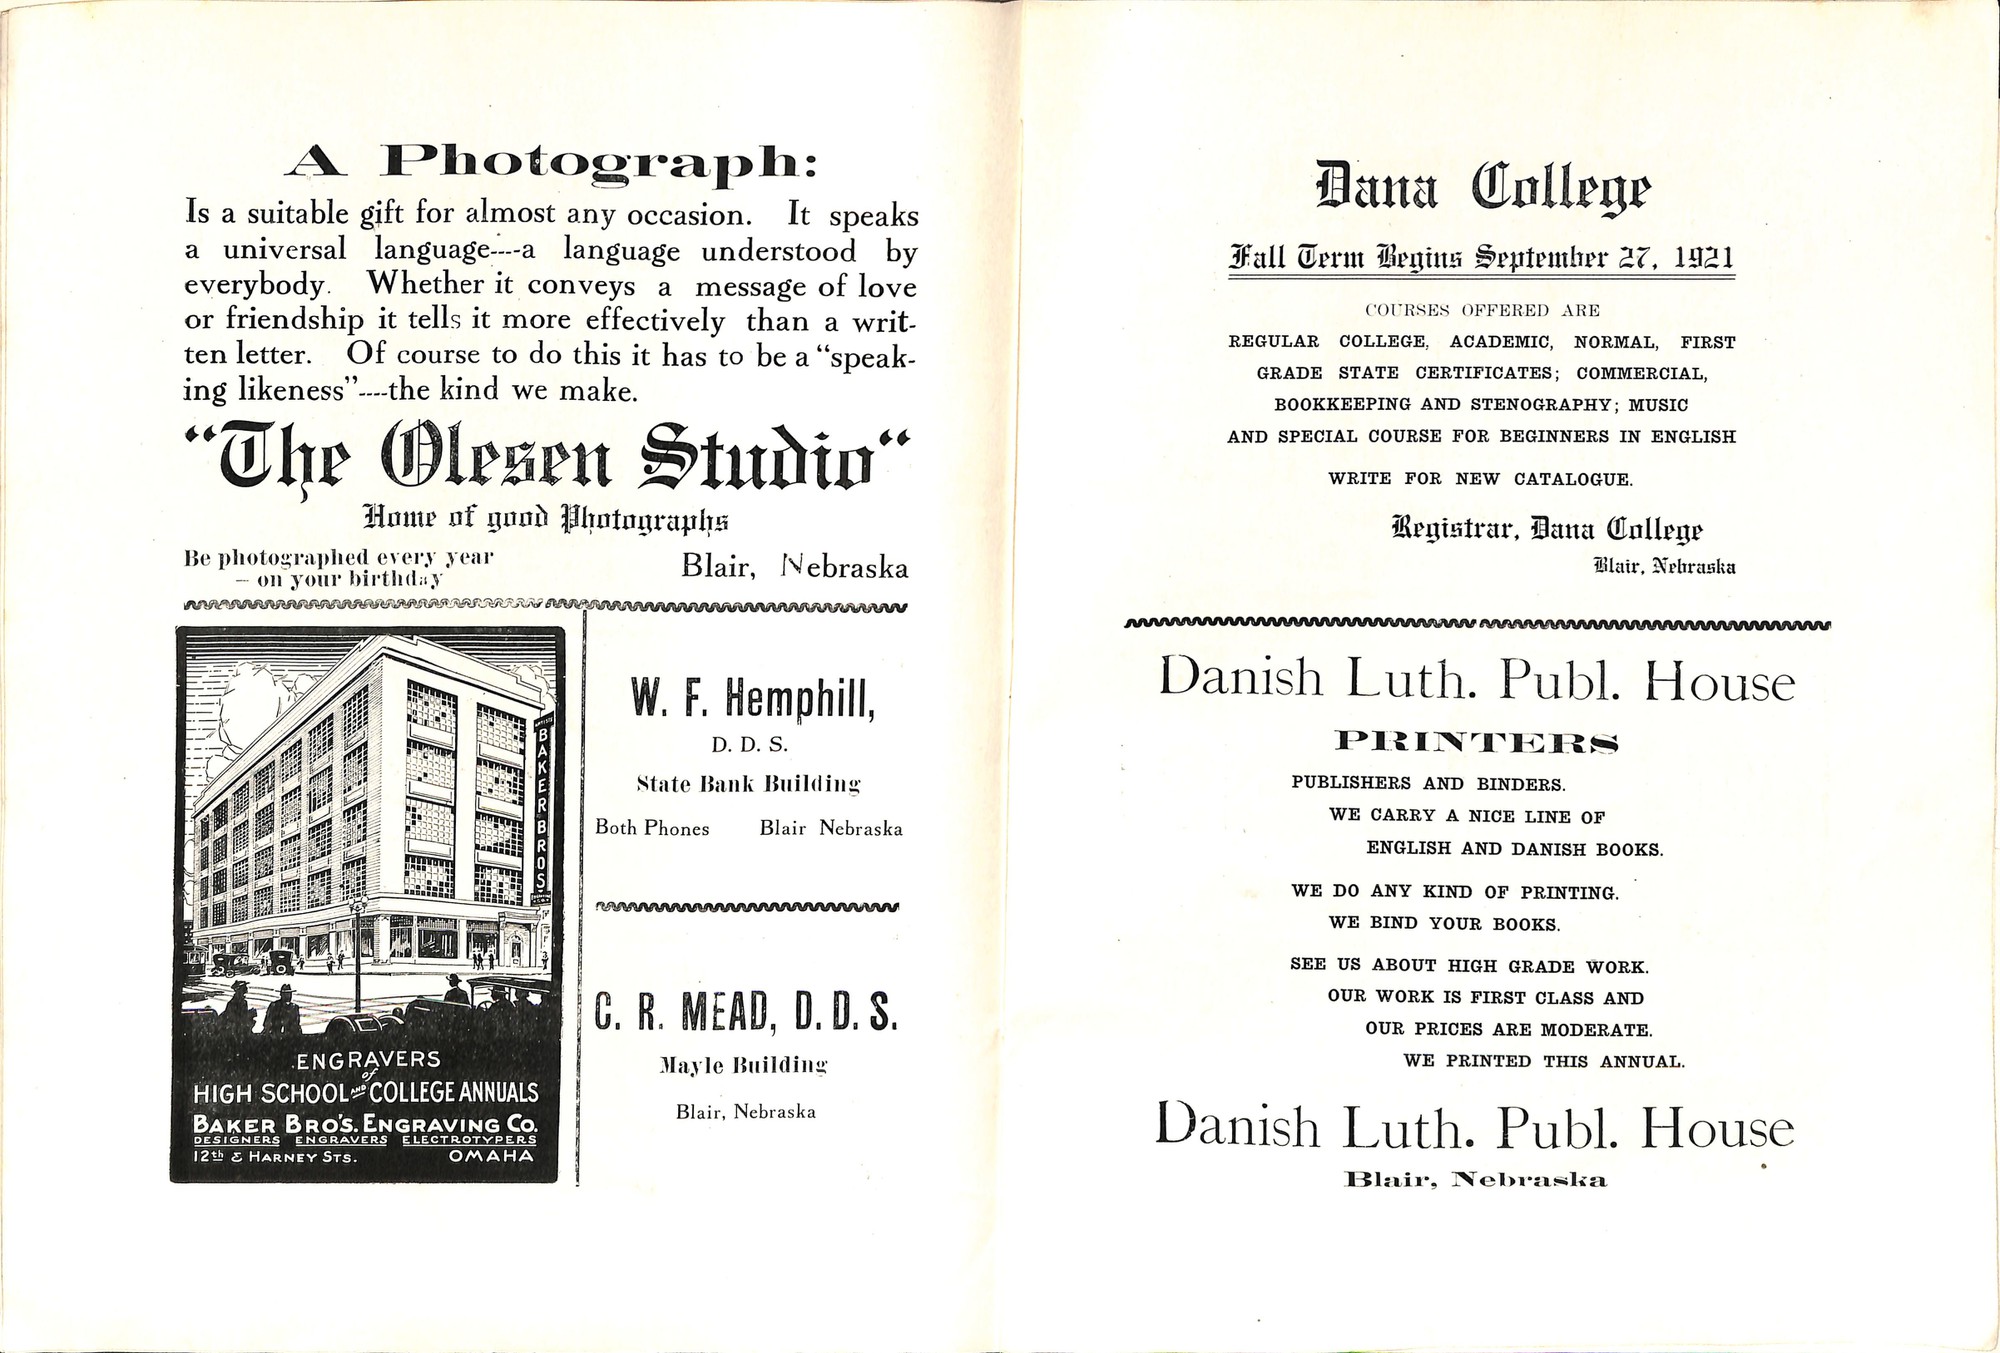 A Photograph:
Is a suitable gift for almost any occasion. It speaks
a universal language----a language understood by
everybody. Whether it conveys a message of love
or friendship it tells it more effectively than a writ-
ten letter. Of course to do this it has to be a “speak-
ing likeness”----the kind we make.
“The Olesen Studio“
Home of good Photographs
Be photographed every year
– on your birthday
Blair, Nebraska
BAKER BROS
ENGRAVERS
of
HIGH SCHOOL AND COLLEGE ANNUALS
BAKER BRO'S. ENGRAVING CO.
DESIGNERS ENGRAVERS ELECTROTYPERS
12th & HARNEY STS. OMAHA
W. F. Hemphill,
D. D. S.
State Bank Building
Both Phones Blair Nebraska
C. R. MEAD, D. D. S.
Mayle Building
Blair, Nebraska
Dana College
Fall Term Begins September 27, 1921
COURSES OFFERED ARE
REGULAR COLLEGE, ACADEMIC, NORMAL, FIRST
GRADE STATE CERTIFICATES; COMMERCIAL,
BOOKKEEPING AND STENOGRAPHY; MUSIC
AND SPECIAL COURSE FOR BEGINNERS IN ENGLISH
WRITE FOR NEW CATALOGUE.
Registrar, Dana College
Blair, Nebraska
Danish Luth. Publ. House
PRINTERS
PUBLISHERS AND BINDERS.
WE CARRY A NICE LINE OF
ENGLISH AND DANISH BOOKS.
WE DO ANY KIND OF PRINTING.
WE BIND YOUR BOOKS.
SEE US ABOUT HIGH GRADE WORK.
OUR WORK IS FIRST CLASS AND
OUR PRICES ARE MODERATE.
WE PRINTED THIS ANNUAL.
Danish Luth. Publ. House
Blair, Nebraska